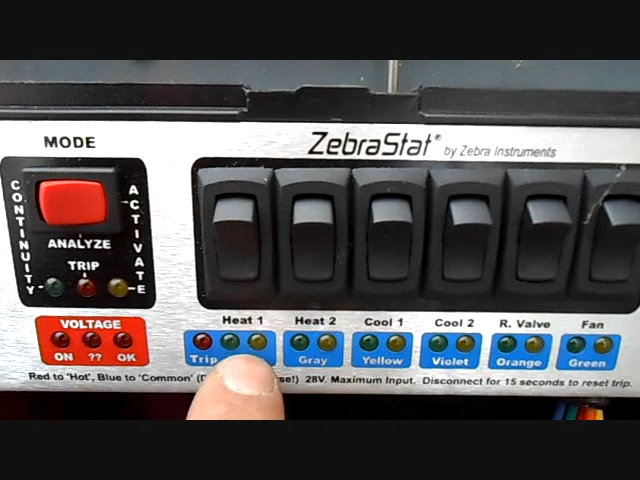 MODE
ZebraStat® by Zebra Instruments
CONTINUITY
ACTIVATE
ANALYZE
TRIP
VOLTAGE
ON ?? OK
Heat 1 Heat 2 Cool 1 Cool 2 R. Valve Fan
Trip Gray Yellow Violet Orange Green
Red to 'Hot', Blue to 'Common' (D se!) 28V. Maximum Input. Disconnect for 15 seconds to reset trip.